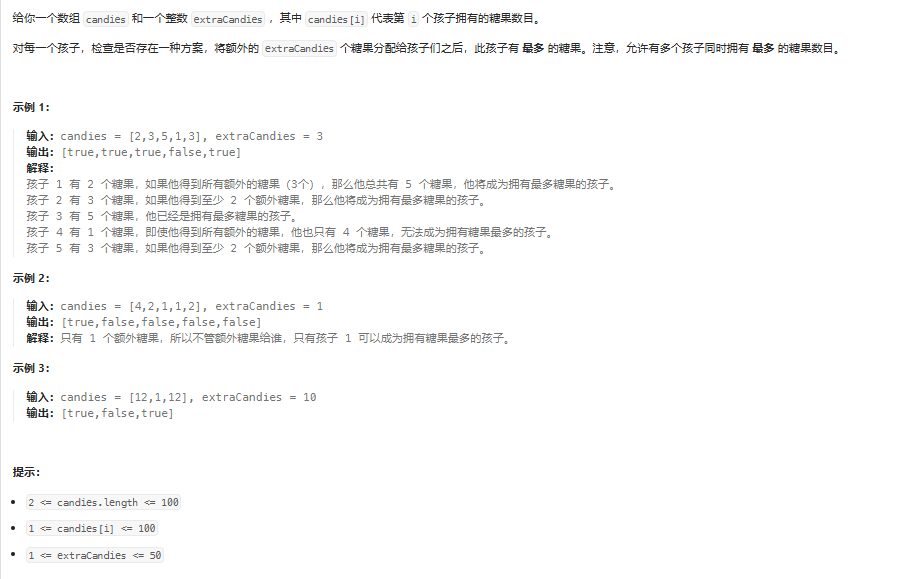 给你一个数组 candies 和一个整数 extraCandies ，其中 candies[i] 代表第 i 个孩子拥有的糖果数目。
对每一个孩子，检查是否存在一种方案，将额外的 extraCandies 个糖果分配给孩子们之后，此孩子有 最多 的糖果。注意，允许有多个孩子同时拥有 最多 的糖果数目。
示例 1：
输入：candies = [2,3,5,1,3], extraCandies = 3
输出：[true,true,true,false,true]
解释：
孩子 1 有 2 个糖果，如果他得到所有额外的糖果（3个），那么他总共有 5 个糖果，他将成为拥有最多糖果的孩子。
孩子 2 有 3 个糖果，如果他得到至少 2 个额外糖果，那么他将成为拥有最多糖果的孩子。
孩子 3 有 5 个糖果，他已经是拥有最多糖果的孩子。
孩子 4 有 1 个糖果，即使他得到所有额外的糖果，他也只有 4 个糖果，无法成为拥有糖果最多的孩子。
孩子 5 有 3 个糖果，如果他得到至少 2 个额外糖果，那么他将成为拥有最多糖果的孩子。
示例 2：
输入：candies = [4,2,1,1,2], extraCandies = 1
输出：[true,false,false,false,false]
解释：只有 1 个额外糖果，所以不管额外糖果给谁，只有孩子 1 可以成为拥有糖果最多的孩子。
示例 3：
输入：candies = [12,1,12], extraCandies = 10
输出：[true,false,true]
提示：
• 2 <= candies.length <= 100
• 1 <= candies[i] <= 100
• 1 <= extraCandies <= 50